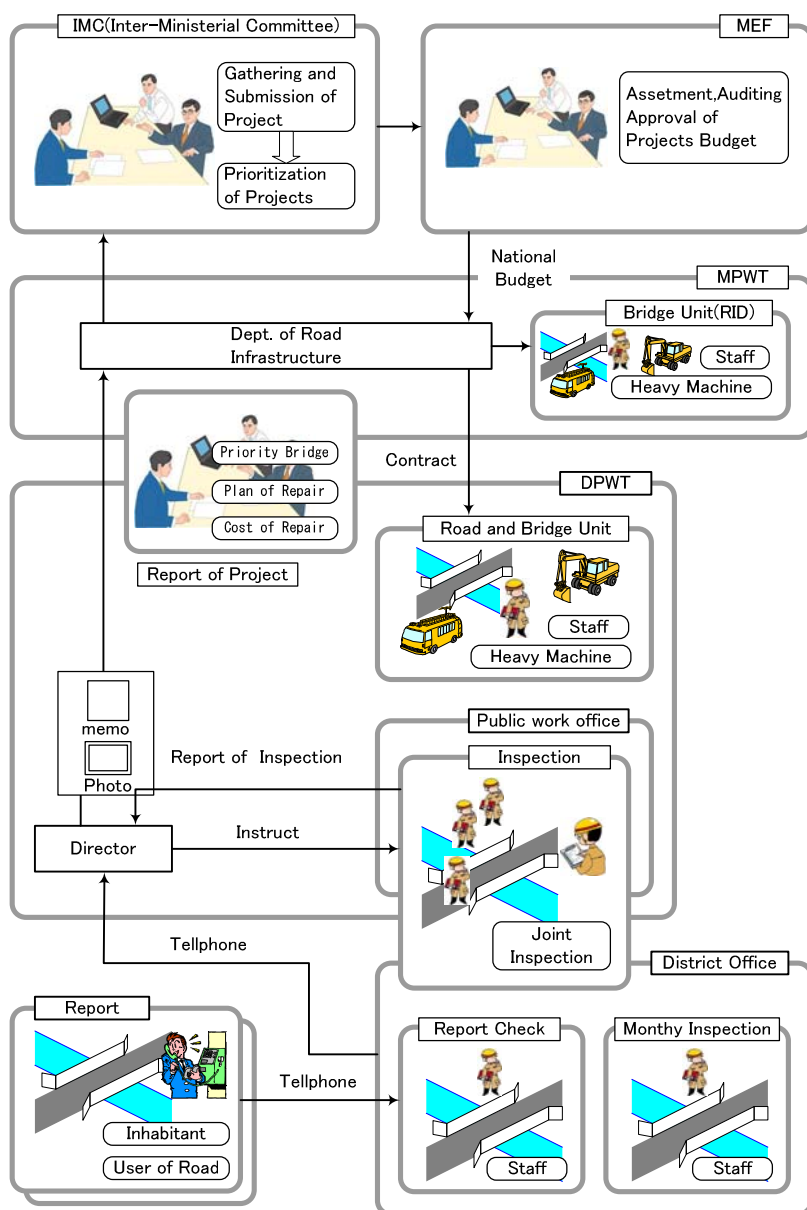 IMC(Inter-Ministerial Committee)
Gathering and
Submission of
Project
Prioritization
of Projects
MEF
Assetment,Auditing
Approval of
Projects Budget
National
Budget
MPWT
Dept. of Road
Infrastructure
Bridge Unit(RID)
Staff
Heavy Machine
Priority Bridge
Plan of Repair
Cost of Repair
Report of Project
Contract
DPWT
Road and Bridge Unit
Staff
Heavy Machine
memo
Photo
Public work office
Report of Inspection
Inspection
Director
Instruct
Joint
Inspection
Tellphone
District Office
Report
Inhabitant
User of Road
Tellphone
Report Check
Staff
Monthy Inspection
Staff